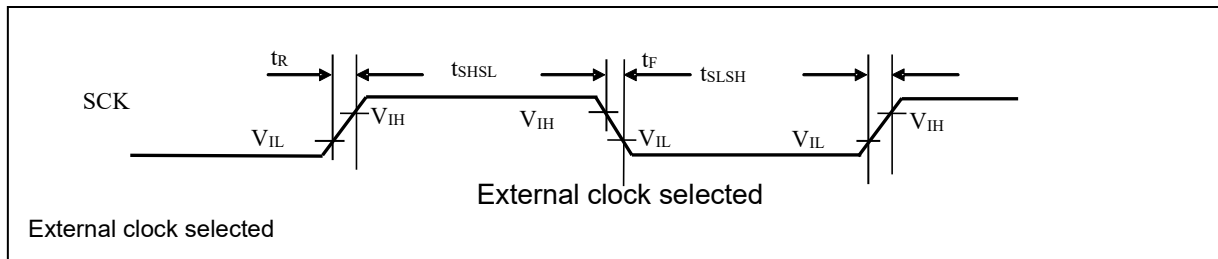 tR tSHSL tF tSLSH
SCK
VIH VIH VIH
VIL VIL VIL
External clock selected
External clock selected